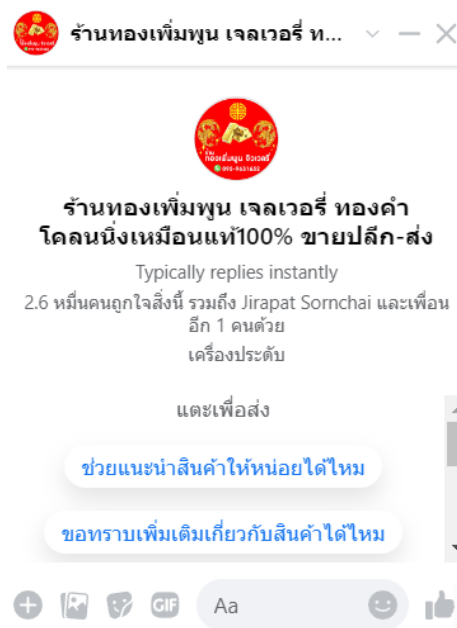 ร้านทองเพิ่มพูน เจลเวอรี่ ท...
ร้านทองเพิ่มพูน เจลเวอรี่ ทองคำ
โคลนนิ่งเหมือนแท้100% ขายปลีก-ส่ง
Typically replies instantly
2.6 หมื่นคนถูกใจสิ่งนี้ รวมถึง Jirapat Sornchai และเพื่อน
อีก 1 คนด้วย
เครื่องประดับ
แตะเพื่อส่ง
ช่วยแนะนำสินค้าให้หน่อยได้ไหม
ขอทราบเพิ่มเติมเกี่ยวกับสินค้าได้ไหม
GIF
Aa